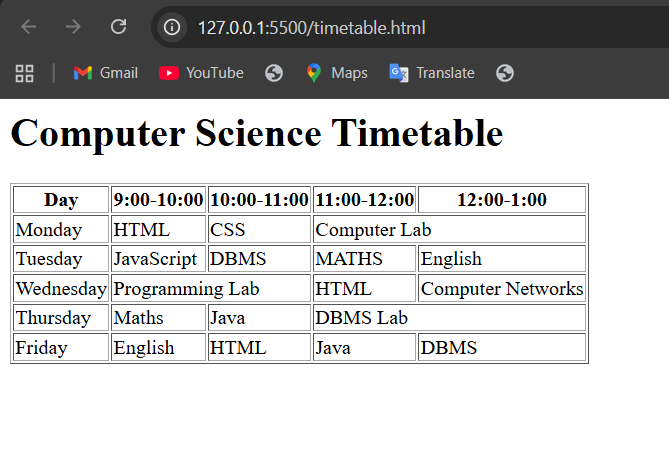 127.0.0.1:5500/timetable.html
Gmail YouTube Maps Translate
Computer Science Timetable
Day 9:00-10:00 10:00-11:00 11:00-12:00 12:00-1:00
Monday HTML CSS Computer Lab
Tuesday JavaScript DBMS MATHS English
Wednesday Programming Lab HTML Computer Networks
Thursday Maths Java DBMS Lab
Friday English HTML Java DBMS